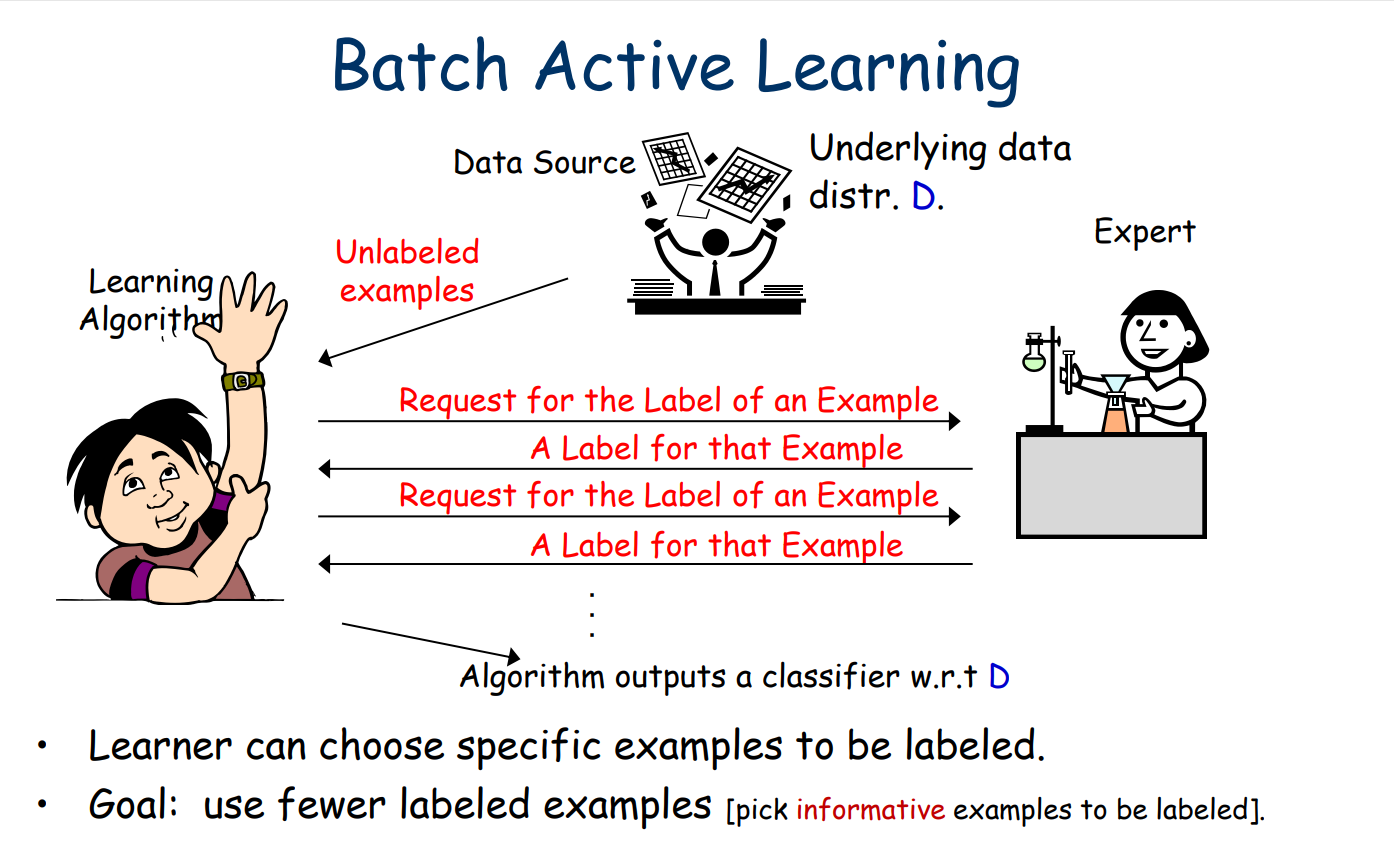 Batch Active Learning
Data Source
Underlying data
distr. D.
Expert
Unlabeled
examples
Learning
Algorithm
Request for the Label of an Example
A Label for that Example
Request for the Label of an Example
A Label for that Example
.
.
.
Algorithm outputs a classifier w.r.t D
• Learner can choose specific examples to be labeled.
• Goal: use fewer labeled examples [pick informative examples to be labeled].